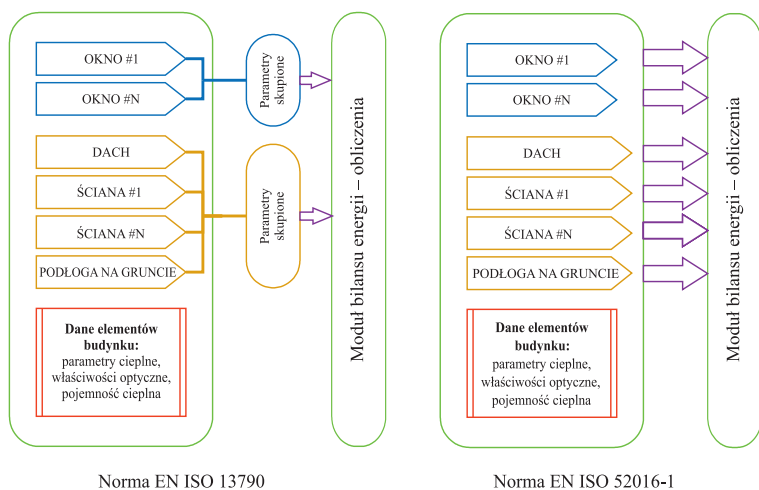 OKNO #1
OKNO #N
DACH
ŚCIANA #1
ŚCIANA #N
PODŁOGA NA GRUNCIE
Dane elementów
budynku:
parametry cieplne,
właściwości optyczne,
pojemność cieplna
Parametry
skupione
Parametry
skupione
Moduł bilansu energii – obliczenia
Norma EN ISO 13790
OKNO #1
OKNO #N
DACH
ŚCIANA #1
ŚCIANA #N
PODŁOGA NA GRUNCIE
Dane elementów
budynku:
parametry cieplne,
właściwości optyczne,
pojemność cieplna
Moduł bilansu energii – obliczenia
Norma EN ISO 52016-1